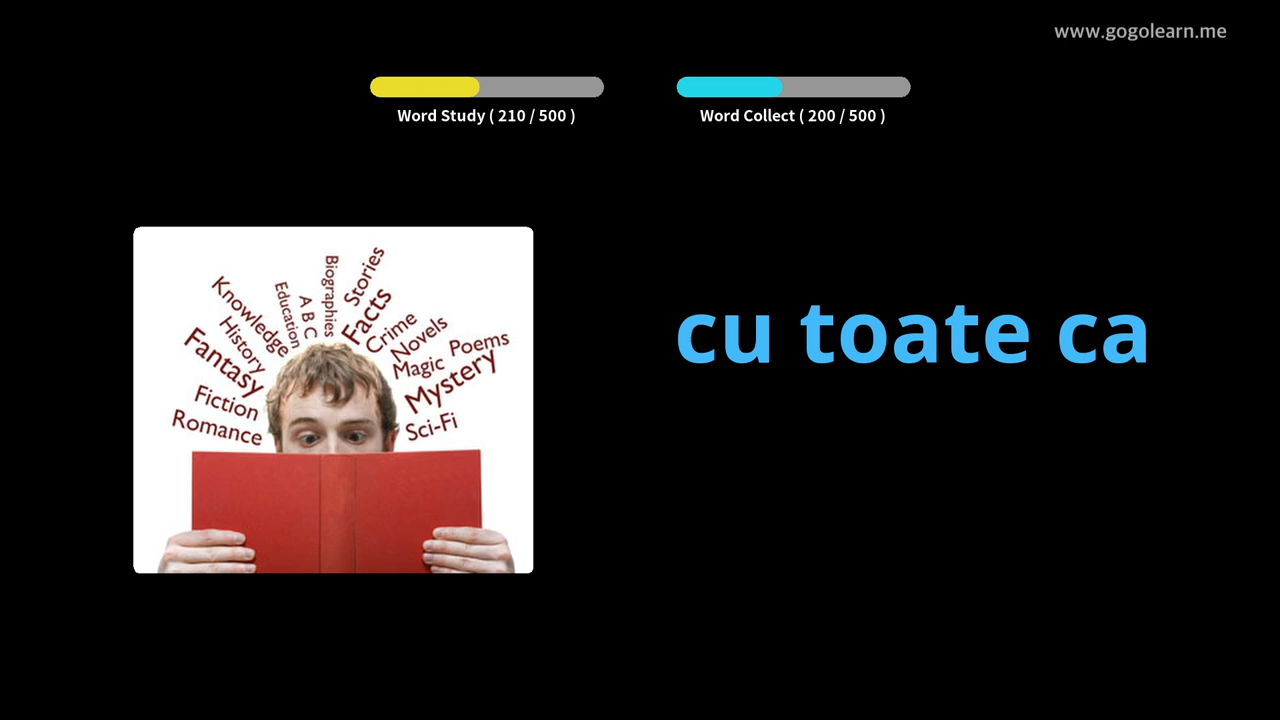 www.gogolearn.me
Word Study ( 210 / 500 )
Word Collect ( 200 / 500 )
cu toate ca
Biographies
Stories
Education
A B C
Facts
Knowledge
Crime
History
Novels
Poems
Fantasy
Magic
Mystery
Fiction
Romance
Sci-Fi